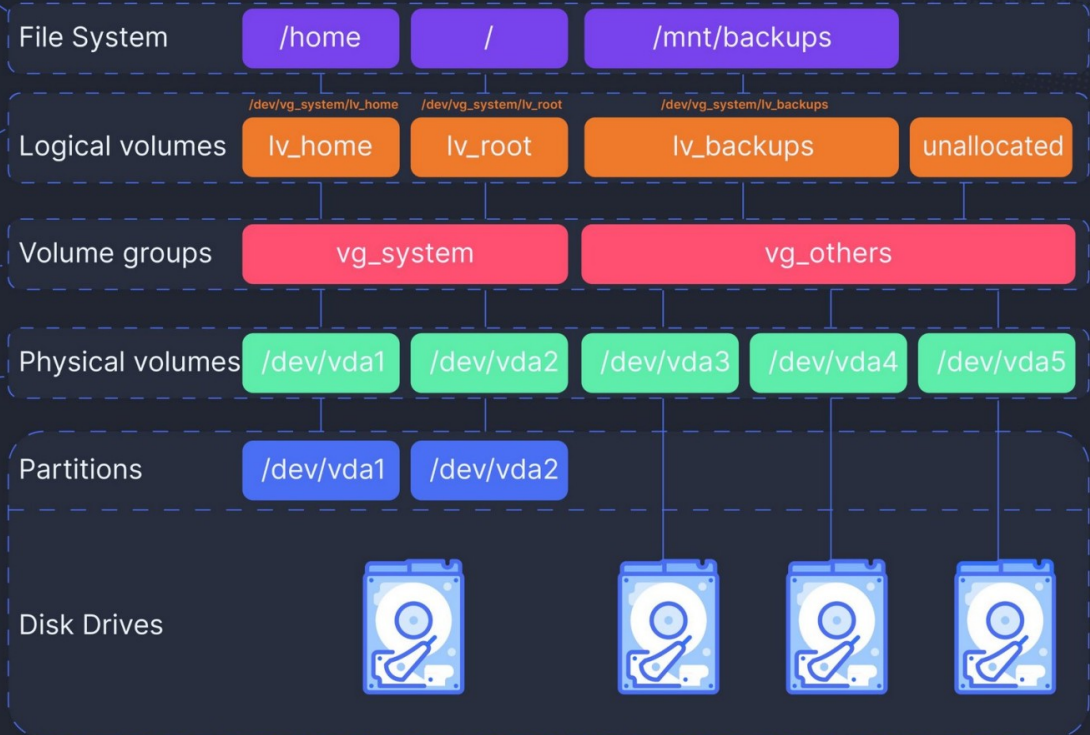 File System
/home
/
/mnt/backups
/dev/vg_system/lv_home
/dev/vg_system/lv_root
/dev/vg_system/lv_backups
Logical volumes
lv_home
lv_root
lv_backups
unallocated
Volume groups
vg_system
vg_others
Physical volumes
/dev/vda1
/dev/vda2
/dev/vda3
/dev/vda4
/dev/vda5
Partitions
/dev/vda1
/dev/vda2
Disk Drives